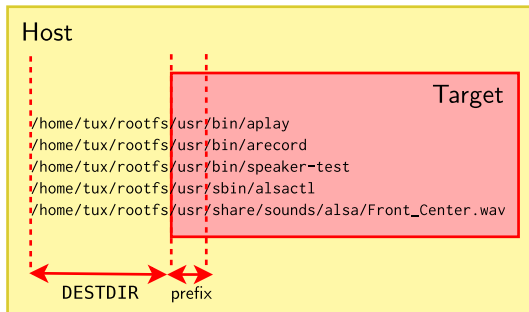 Host
Target
/home/tux/rootfs/usr/bin/aplay
/home/tux/rootfs/usr/bin/arecord
/home/tux/rootfs/usr/bin/speaker-test
/home/tux/rootfs/usr/sbin/alsactl
/home/tux/rootfs/usr/share/sounds/alsa/Front_Center.wav
DESTDIR prefix